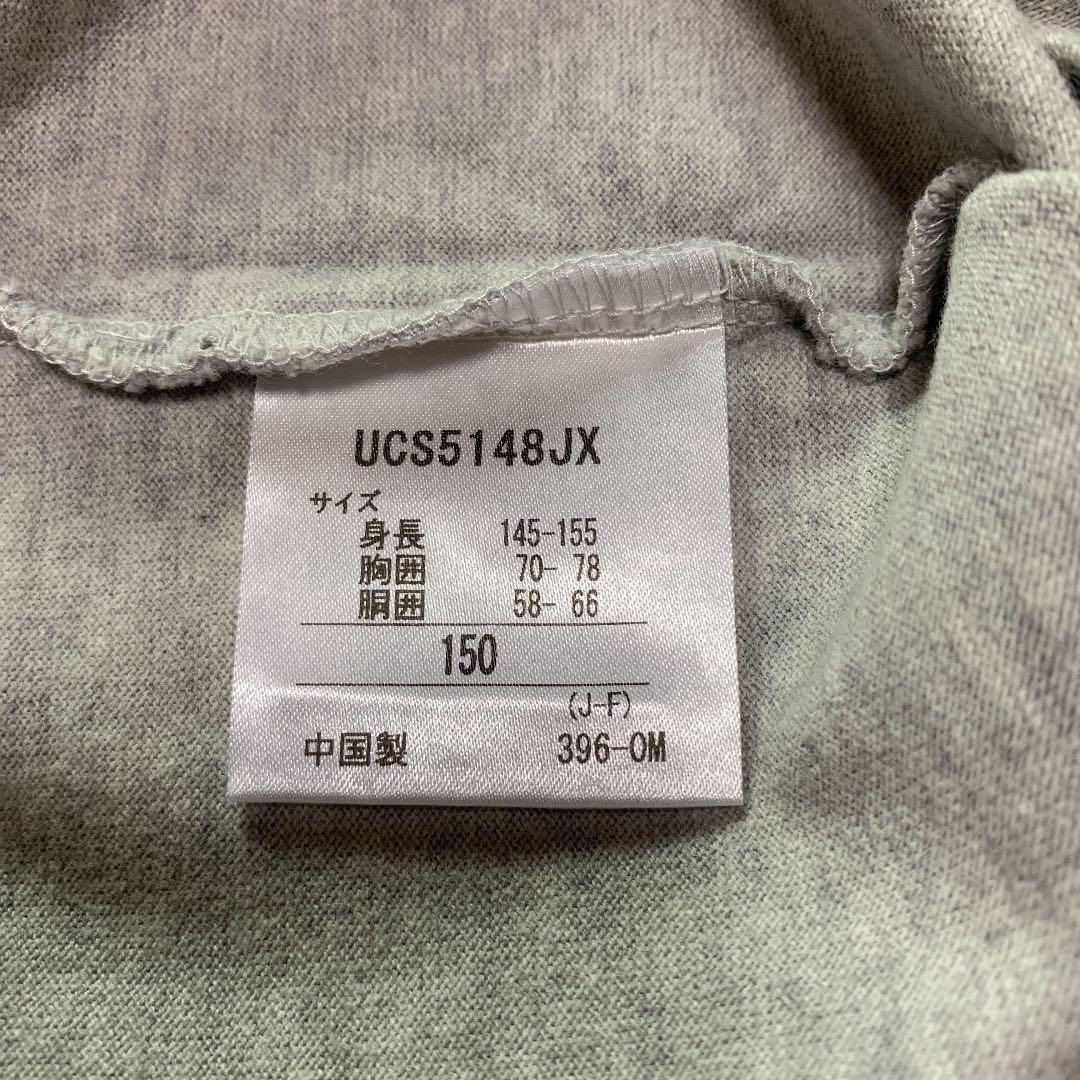 UCS5148JX
サイズ
身長 145-155
胸囲 70- 78
胴囲 58- 66
150
(J-F)
中国製 396-0M